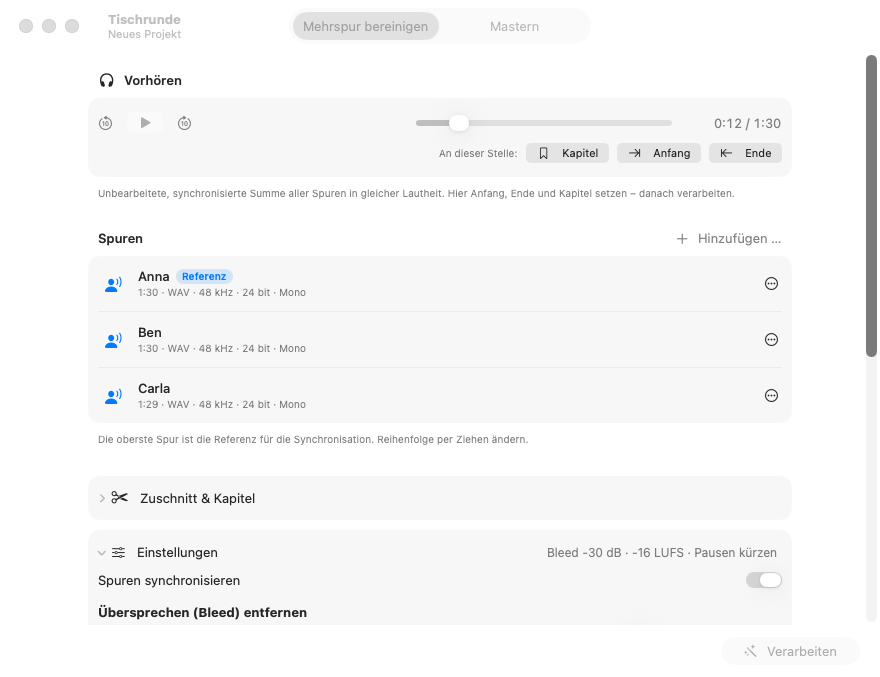 Tischrunde
Neues Projekt
Mehrspur bereinigen
Mastern
Vorhören
10
10
0:12 / 1:30
An dieser Stelle:
Kapitel
Anfang
Ende
Unbearbeitete, synchronisierte Summe aller Spuren in gleicher Lautheit. Hier Anfang, Ende und Kapitel setzen – danach verarbeiten.
Spuren
Hinzufügen ...
Anna Referenz
1:30 · WAV · 48 kHz · 24 bit · Mono
Ben
1:30 · WAV · 48 kHz · 24 bit · Mono
Carla
1:29 · WAV · 48 kHz · 24 bit · Mono
Die oberste Spur ist die Referenz für die Synchronisation. Reihenfolge per Ziehen ändern.
Zuschnitt & Kapitel
Einstellungen
Bleed -30 dB · -16 LUFS · Pausen kürzen
Spuren synchronisieren
Übersprechen (Bleed) entfernen
Verarbeiten